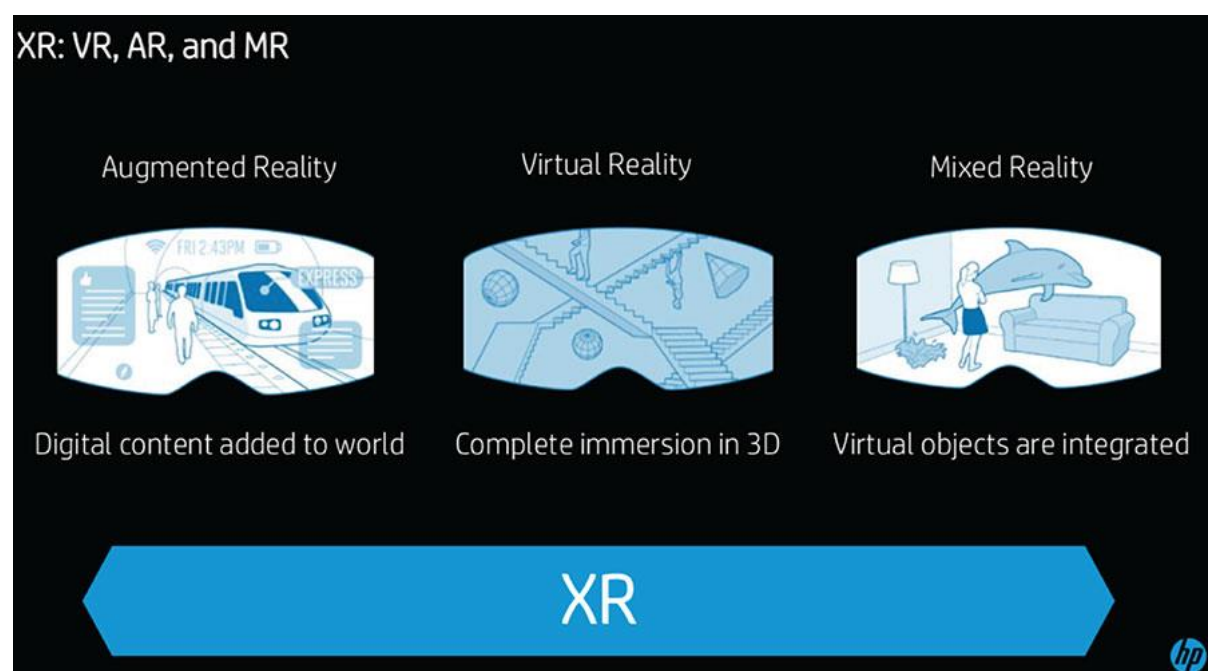 XR: VR, AR, and MR
Augmented Reality
Virtual Reality
Mixed Reality
FRI 2:43PM
EXPRESS
Digital content added to world
Complete immersion in 3D
Virtual objects are integrated
XR
hp